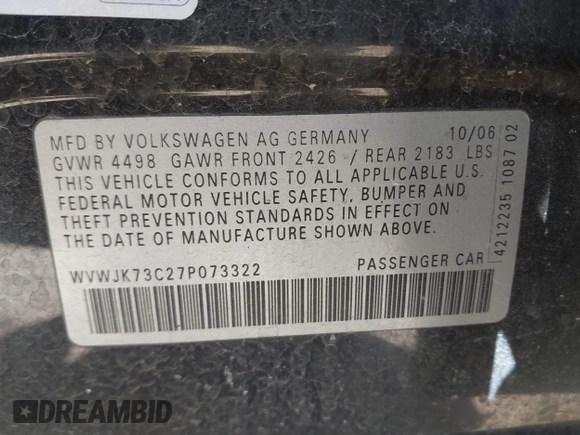 MFD BY VOLKSWAGEN AG GERMANY 10/06
GVWR 4498 GAWR FRONT 2426 / REAR 2183 LBS
THIS VEHICLE CONFORMS TO ALL APPLICABLE U.S.
FEDERAL MOTOR VEHICLE SAFETY, BUMPER AND
THEFT PREVENTION STANDARDS IN EFFECT ON
THE DATE OF MANUFACTURE SHOWN ABOVE.
WVWJK73C27P073322 PASSENGER CAR
4212235 1087 02
DREAMBID